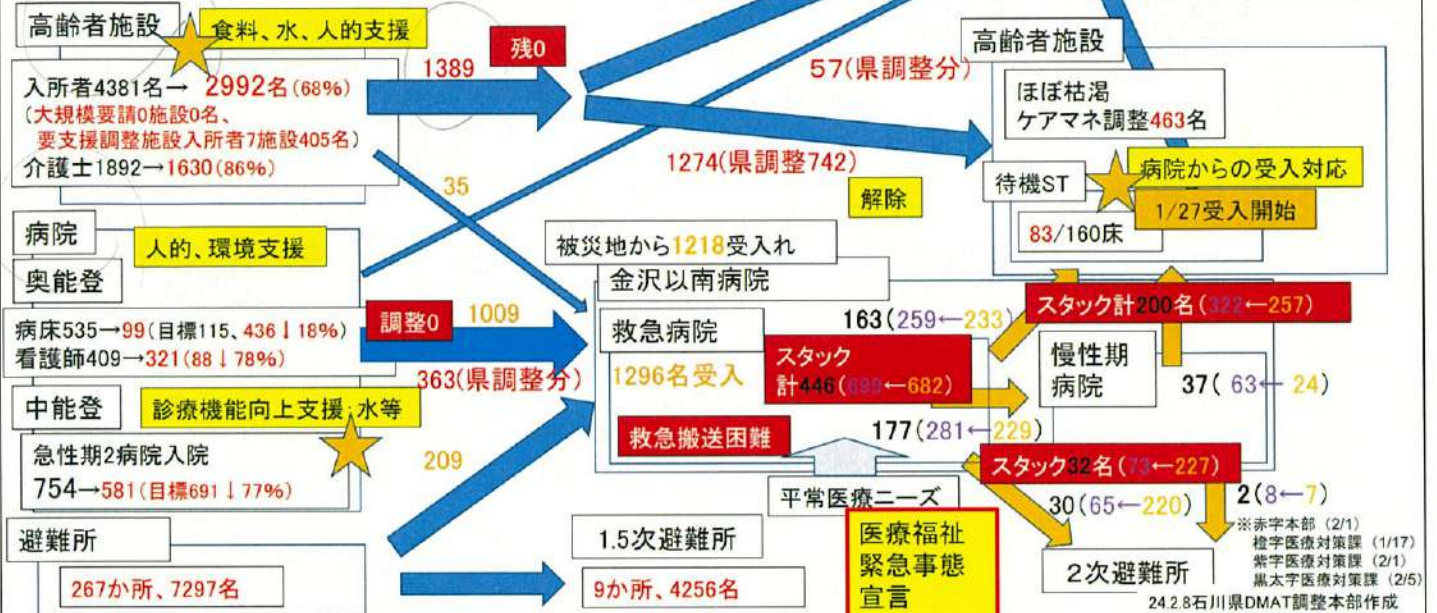 高齢者施設
食料、水、人的支援
入所者4381名→ 2992名(68%)
(大規模要請0施設0名、
要支援調整施設入所者7施設405名)
介護士1892→1630(86%)
1389
残0
57(県調整分)
1274(県調整742)
35
解除
高齢者施設
ほぼ枯渇
ケアマネ調整463名
待機ST
病院からの受入対応
1/27受入開始
83/160床
病院
人的、環境支援
奥能登
病床535→99(目標115、436↓18%)
看護師409→321(88↓78%)
調整0
1009
363(県調整分)
中能登
診療機能向上支援:水等
急性期2病院入院
754→581(目標691↓77%)
209
被災地から1218受入れ
金沢以南病院
救急病院
1296名受入
163(259←233)
スタック
計446(699←682)
救急搬送困難
177(281←229)
平常医療ニーズ
スタック計200名(322←257)
慢性期
病院
37( 63← 24)
スタック32名(73←227)
30(65←220)
2(8←7)
避難所
267か所、7297名
1.5次避難所
9か所、4256名
医療福祉
緊急事態
宣言
2次避難所
※赤字本部(2/1)
橙字医療対策課(1/17)
紫字医療対策課(2/1)
黒太字医療対策課(2/5)
24.2.8石川県DMAT調整本部作成